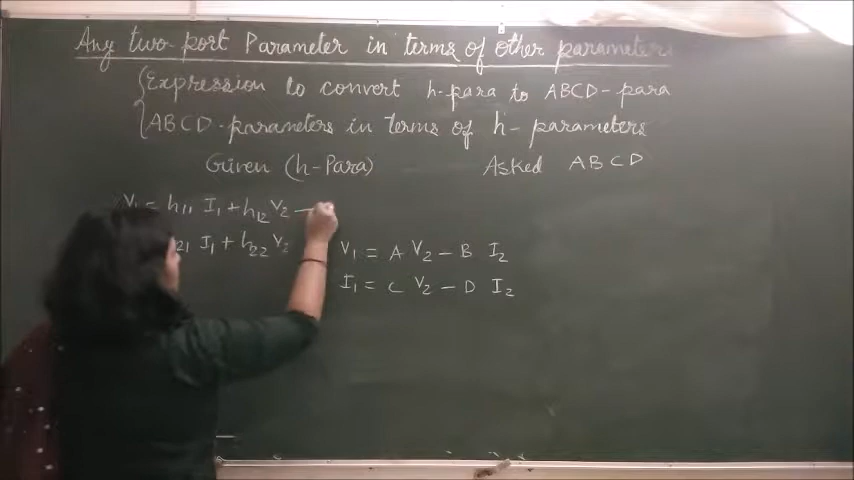 Any two-port Parameter in terms of other parameters
Expression to convert h-para to ABCD-para
ABCD-parameters in terms of h-parameters
Given (h-Para) Asked ABCD
V1 = h11 I1 + h12 V2 —
21 I1 + h22 V2
V1 = A V2 - B I2
I1 = C V2 - D I2